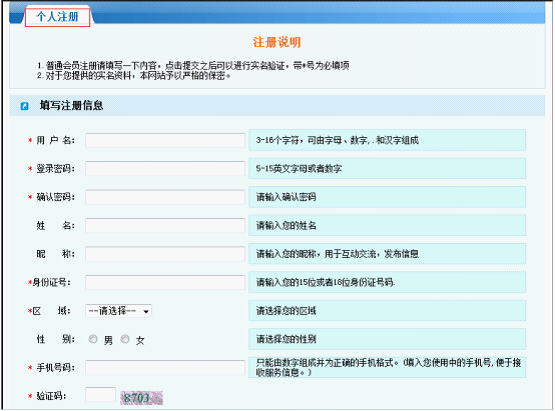 个人注册
注册说明
1.普通会员注册请填写一下内容，点击提交之后可以进行实名验证，带*号为必填项
2.对于您提供的实名资料，本网站予以严格的保密。
填写注册信息
* 用 户 名： 3-16个字符，可由字母、数字,.和汉字组成
* 登录密码： 5-15英文字母或者数字
* 确认密码： 请输入确认密码
姓 名： 请输入您的姓名
昵 称： 请输入您的昵称，用于互动交流，发布信息
*身份证号： 请输入您的15位或者18位身份证号码.
*区 域： --请选择-- 请选择您的区域
性 别： 男 女 请选择您的性别
* 手机号码： 只能由数字组成并为正确的手机格式。(填入您使用中的手机号,便于接
收服务信息。)
* 验证码： 8703